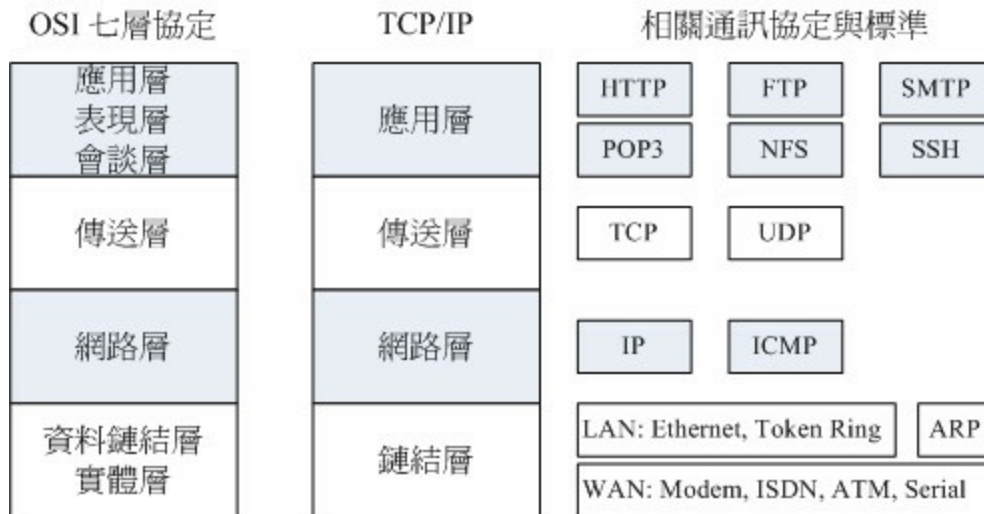 OSI 七層協定
TCP/IP
相關通訊協定與標準
應用層
表現層
會談層
應用層
HTTP
FTP
SMTP
POP3
NFS
SSH
傳送層
傳送層
TCP
UDP
網路層
網路層
IP
ICMP
資料鏈結層
實體層
鏈結層
LAN: Ethernet, Token Ring
ARP
WAN: Modem, ISDN, ATM, Serial